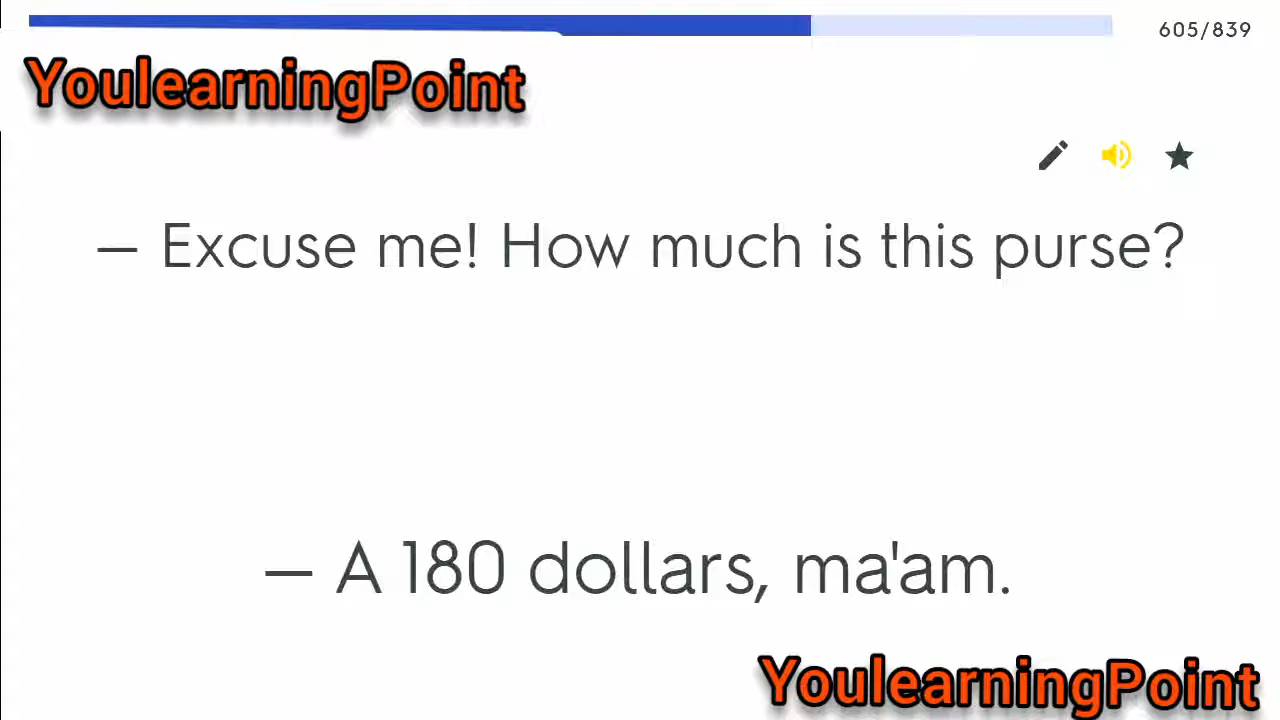 605/839
YoulearningPoint
— Excuse me! How much is this purse?
— A 180 dollars, ma'am.
YoulearningPoint